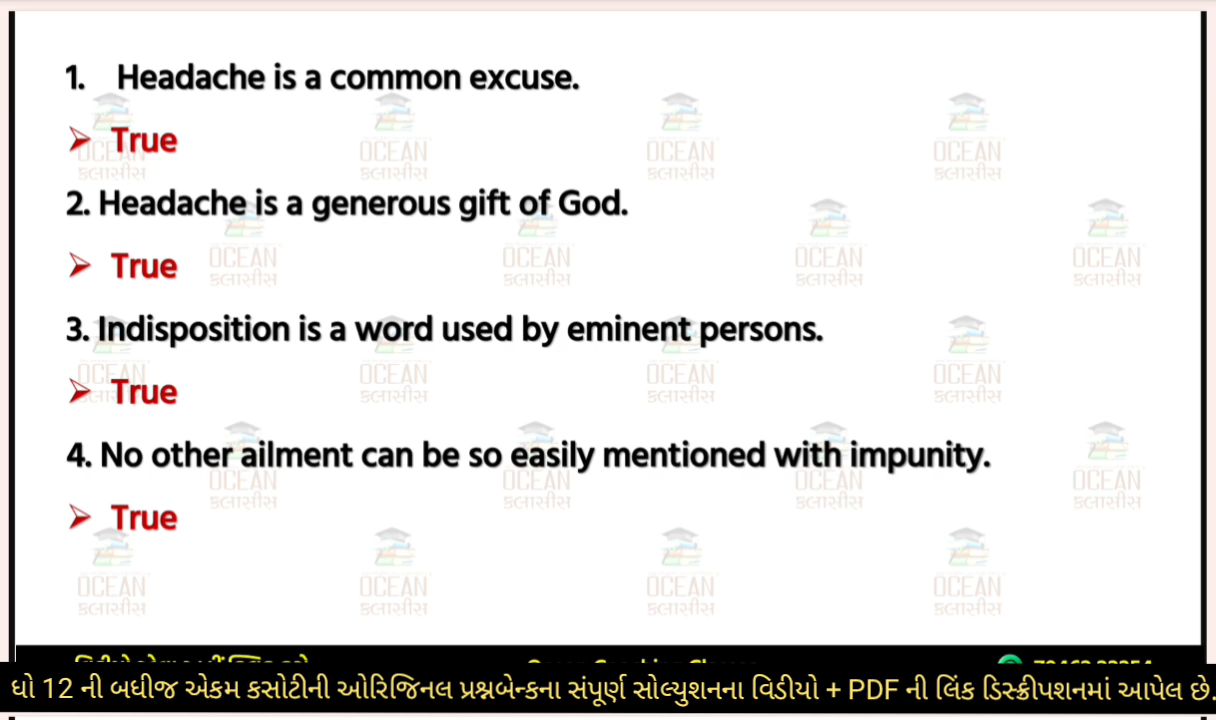 1. Headache is a common excuse.
➢ True
2. Headache is a generous gift of God.
➢ True
3. Indisposition is a word used by eminent persons.
➢ True
4. No other ailment can be so easily mentioned with impunity.
➢ True
OCEAN
ક્લાસીસ
ધો 12 ની બધીજ એકમ કસોટીની ઓરિજિનલ પ્રશ્નબેન્કના સંપૂર્ણ સોલ્યુશનના વિડીયો + PDF ની લિંક ડિસ્ક્રીપશનમાં આપેલ છે.